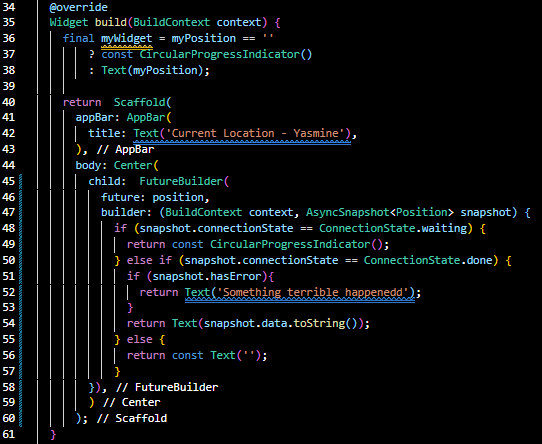 34 @override
35 Widget build(BuildContext context) {
36 final myWidget = myPosition == ''
37 ? const CircularProgressIndicator()
38 : Text(myPosition);
39
40 return Scaffold(
41 appBar: AppBar(
42 title: Text('Current Location - Yasmine'),
43 ), // AppBar
44 body: Center(
45 child: FutureBuilder(
46 future: position,
47 builder: (BuildContext context, AsyncSnapshot<Position> snapshot) {
48 if (snapshot.connectionState == ConnectionState.waiting) {
49 return const CircularProgressIndicator();
50 } else if (snapshot.connectionState == ConnectionState.done) {
51 if (snapshot.hasError){
52 return Text('Something terrible happenedd');
53 }
54 return Text(snapshot.data.toString());
55 } else {
56 return const Text('');
57 }
58 }), // FutureBuilder
59 ) // Center
60 ); // Scaffold
61 }